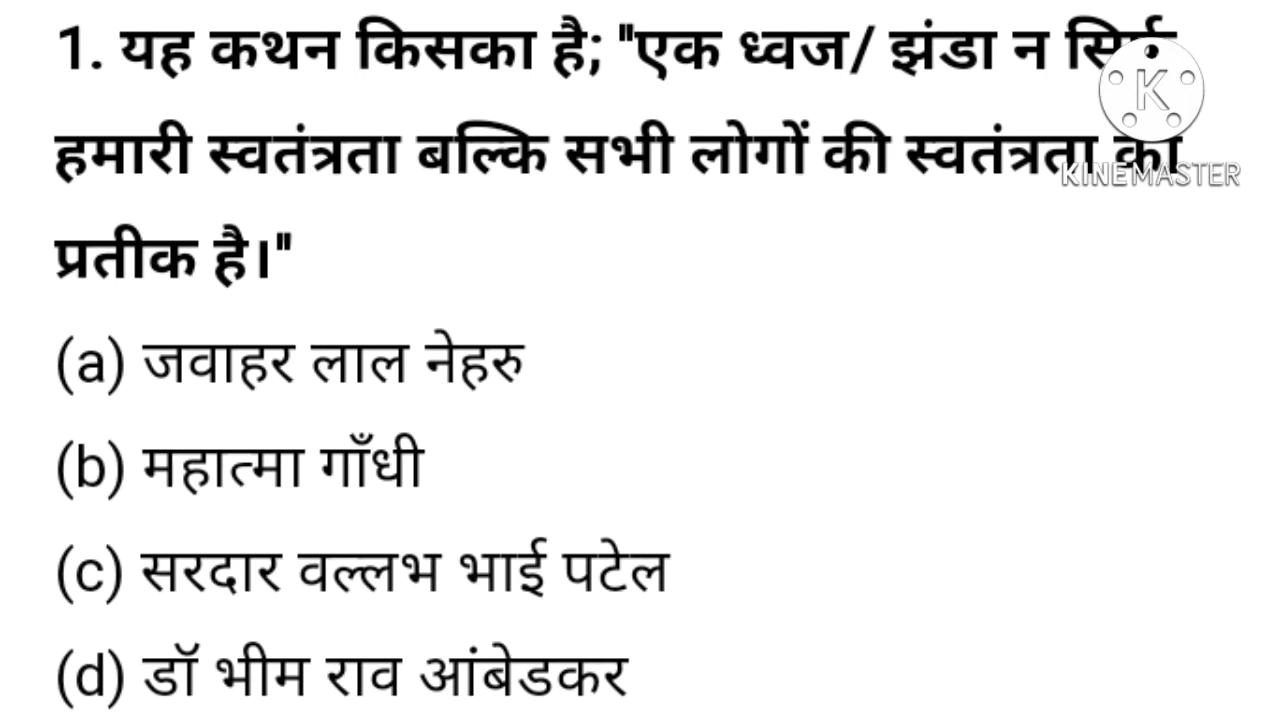 1. यह कथन किसका है; "एक ध्वज/ झंडा न सिर्फ
हमारी स्वतंत्रता बल्कि सभी लोगों की स्वतंत्रता का
प्रतीक है।"
(a) जवाहर लाल नेहरु
(b) महात्मा गाँधी
(c) सरदार वल्लभ भाई पटेल
(d) डॉ भीम राव आंबेडकर
K
KINEMASTER